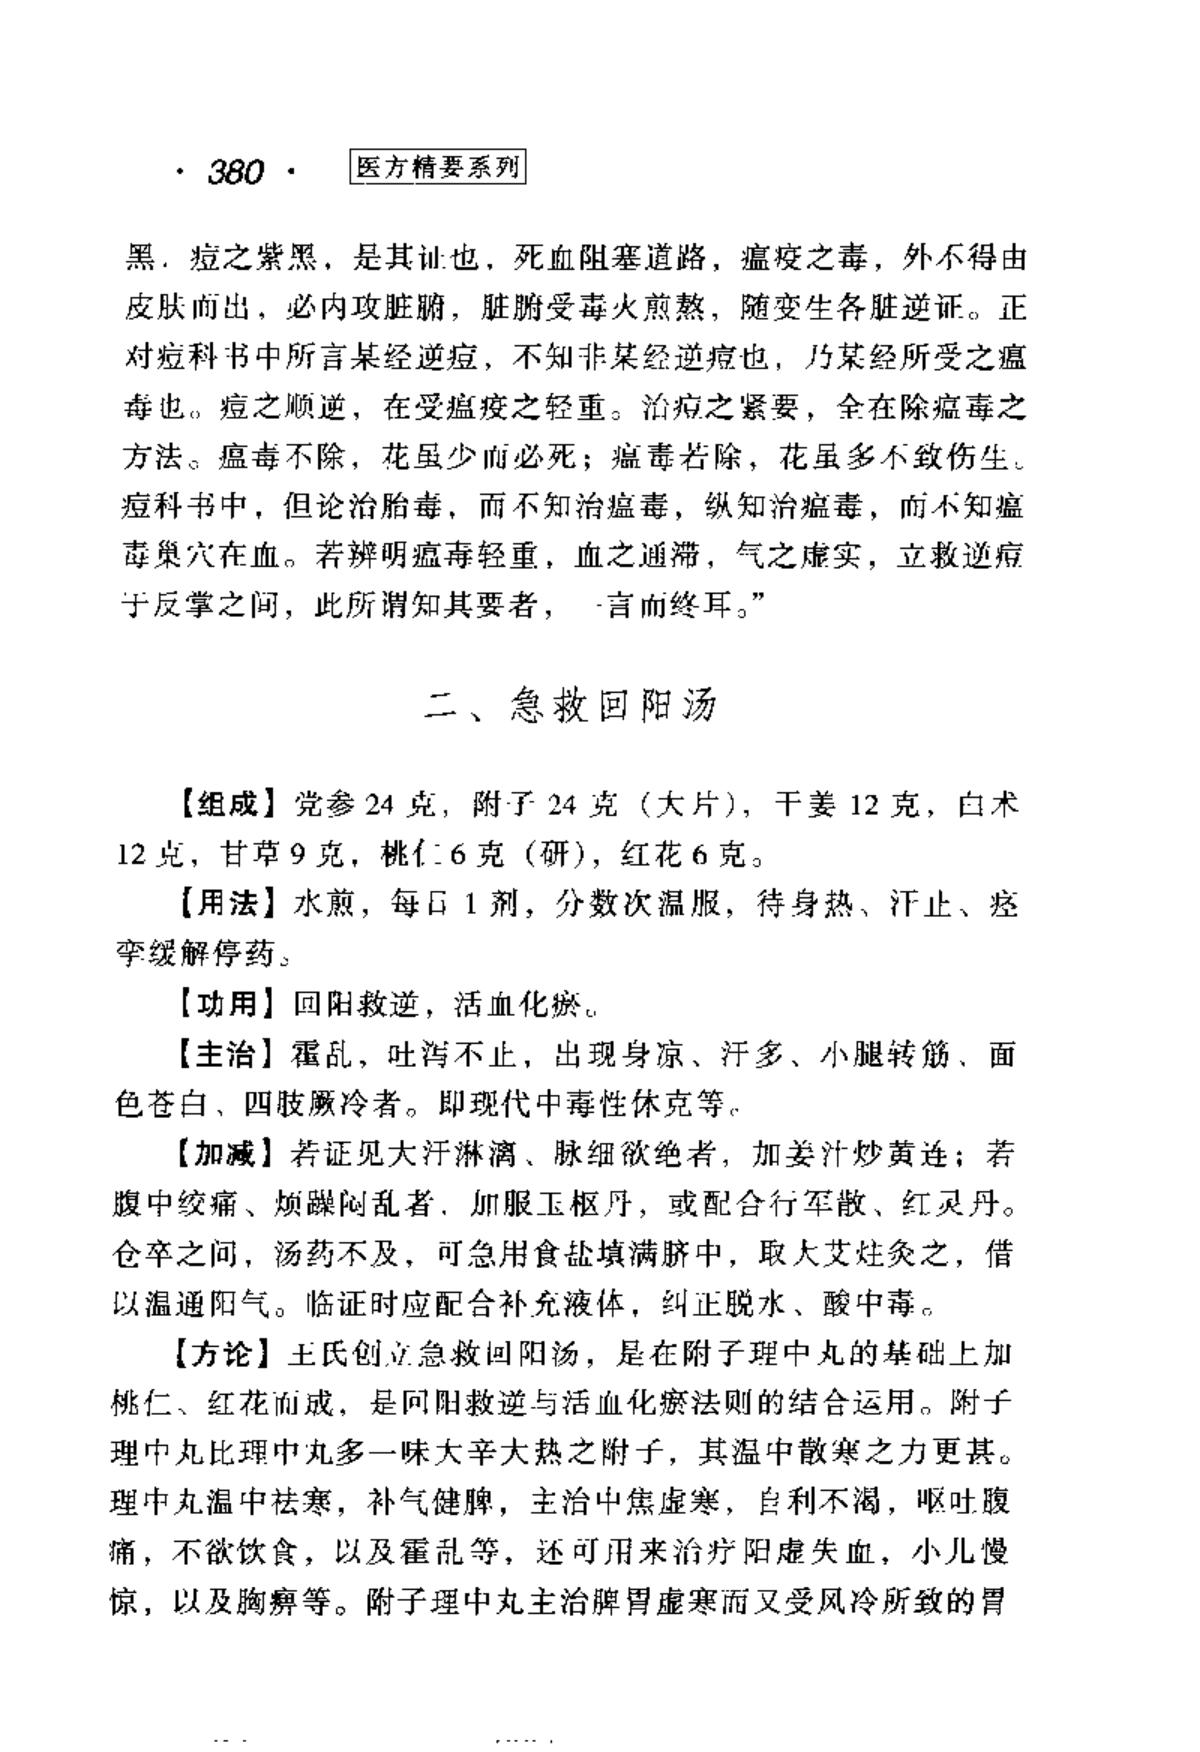 · 380 · 医方精要系列
黑，痘之紫黑，是其证也，死血阻塞道路，瘟疫之毒，外不得由
皮肤而出，必内攻脏腑，脏腑受毒火煎熬，随变生各脏逆证。正
对痘科书中所言某经逆痘，不知非某经逆痘也，乃某经所受之瘟
毒也。痘之顺逆，在受瘟疫之轻重。治痘之紧要，全在除瘟毒之
方法。瘟毒不除，花虽少而必死；瘟毒若除，花虽多不致伤生。
痘科书中，但论治胎毒，而不知治瘟毒，纵知治瘟毒，而不知瘟
毒巢穴在血。若辨明瘟毒轻重，血之通滞，气之虚实，立救逆痘
于反掌之间，此所谓知其要者，一言而终耳。”
二、急救回阳汤
【组成】党参 24 克，附子 24 克（大片），干姜 12 克，白术
12 克，甘草 9 克，桃仁 6 克（研），红花 6 克。
【用法】水煎，每日 1 剂，分数次温服，待身热、汗止、痉
挛缓解停药。
【功用】回阳救逆，活血化瘀。
【主治】霍乱，吐泻不止，出现身凉、汗多、小腿转筋、面
色苍白、四肢厥冷者。即现代中毒性休克等。
【加减】若证见大汗淋漓、脉细欲绝者，加姜汁炒黄连；若
腹中绞痛、烦躁闷乱者，加服玉枢丹，或配合行军散、红灵丹。
仓卒之间，汤药不及，可急用食盐填满脐中，取大艾炷灸之，借
以温通阳气。临证时应配合补充液体，纠正脱水、酸中毒。
【方论】王氏创立急救回阳汤，是在附子理中丸的基础上加
桃仁、红花而成，是回阳救逆与活血化瘀法则的结合运用。附子
理中丸比理中丸多一味大辛大热之附子，其温中散寒之力更甚。
理中丸温中祛寒，补气健脾，主治中焦虚寒，自利不渴，呕吐腹
痛，不欲饮食，以及霍乱等，还可用来治疗阳虚失血，小儿慢
惊，以及胸痹等。附子理中丸主治脾胃虚寒而又受风冷所致的胃